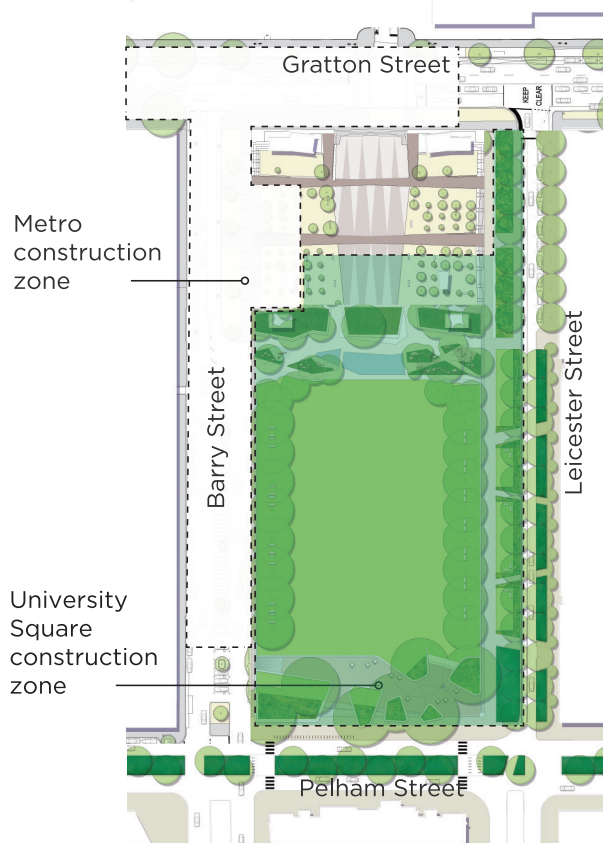 Gratton Street
KEEP
CLEAR
Metro
construction
zone
Barry Street
Leicester Street
University
Square
construction
zone
Pelham Street